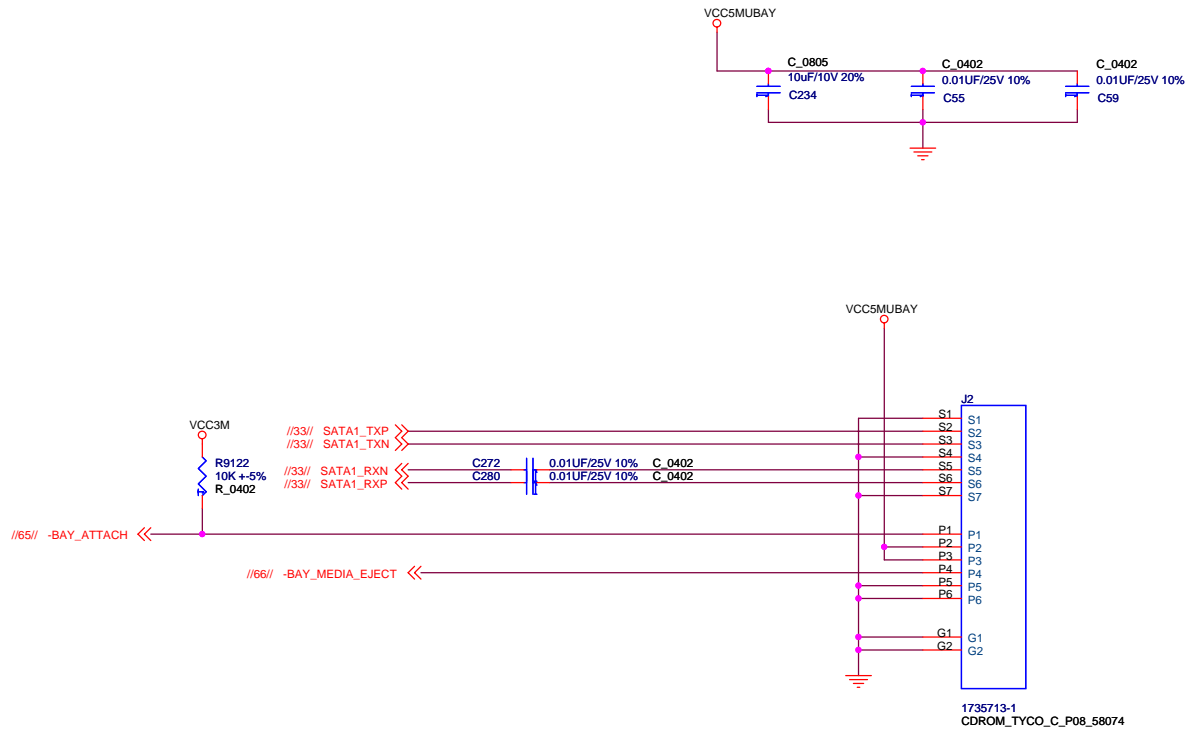 VCC5MUBAY
C_0805
10uF/10V 20%
C234
C_0402
0.01UF/25V 10%
C55
C_0402
0.01UF/25V 10%
C59
VCC5MUBAY
J2
VCC3M
R9122
10K +-5%
R_0402
//33// SATA1_TXP
//33// SATA1_TXN
//33// SATA1_RXN
//33// SATA1_RXP
C272 0.01UF/25V 10% C_0402
C280 0.01UF/25V 10% C_0402
//65// -BAY_ATTACH
//66// -BAY_MEDIA_EJECT
S1 S1
S2 S2
S3 S3
S4 S4
S5 S5
S6 S6
S7 S7
P1 P1
P2 P2
P3 P3
P4 P4
P5 P5
P6 P6
G1 G1
G2 G2
1735713-1
CDROM_TYCO_C_P08_58074